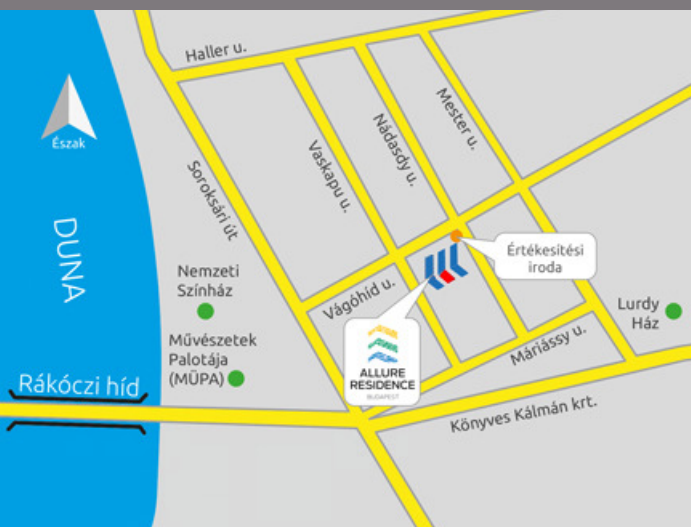 Haller u.
Észak
Vaskapu u.
Nádasdy u.
Mester u.
Soroksári út
DUNA
Nemzeti
Színház
Vágóhíd u.
Értékesítési
iroda
Művészetek
Palotája
(MÜPA)
Lurdy
Ház
ALLURE
RESIDENCE
BUDAPEST
Máriássy u.
Rákóczi híd
Könyves Kálmán krt.